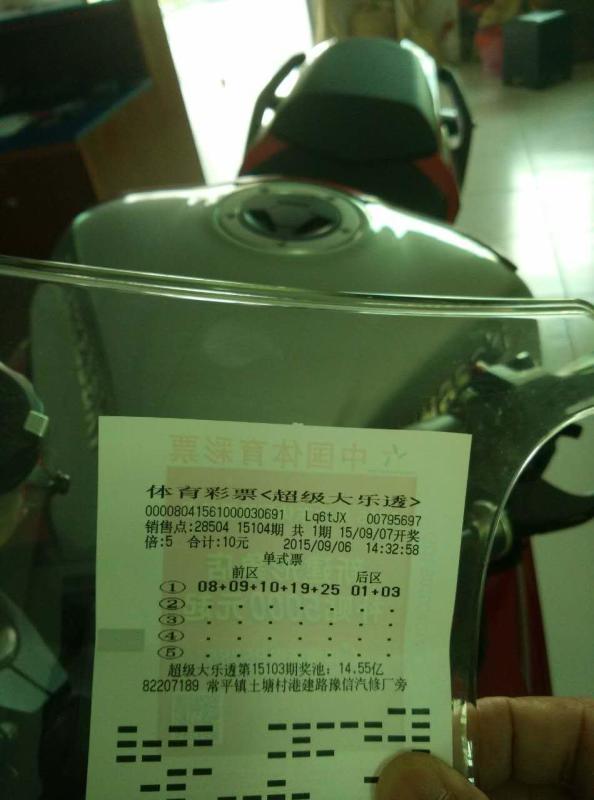 中国体育彩票
体育彩票<超级大乐透>
00008041561000030691 Lq6tJX 00795697
销售点:28504 15104期 共1期 15/09/07开奖
倍:5 合计:10元 2015/09/06 14:32:58
单式票
前区 后区
① 08+09+10+19+25 01+03
②
③
④
⑤
超级大乐透第15103期奖池: 14.55亿
82207189 常平镇土塘村港建路豫信汽修厂旁